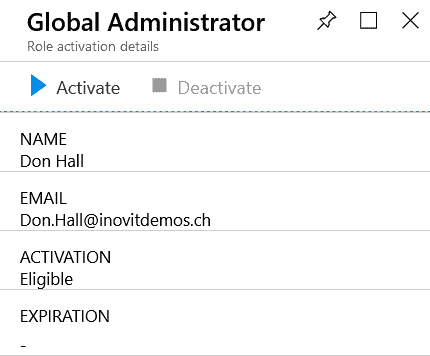 Global Administrator
Role activation details
Activate Deactivate
NAME
Don Hall
EMAIL
Don.Hall@inovitdemos.ch
ACTIVATION
Eligible
EXPIRATION
-